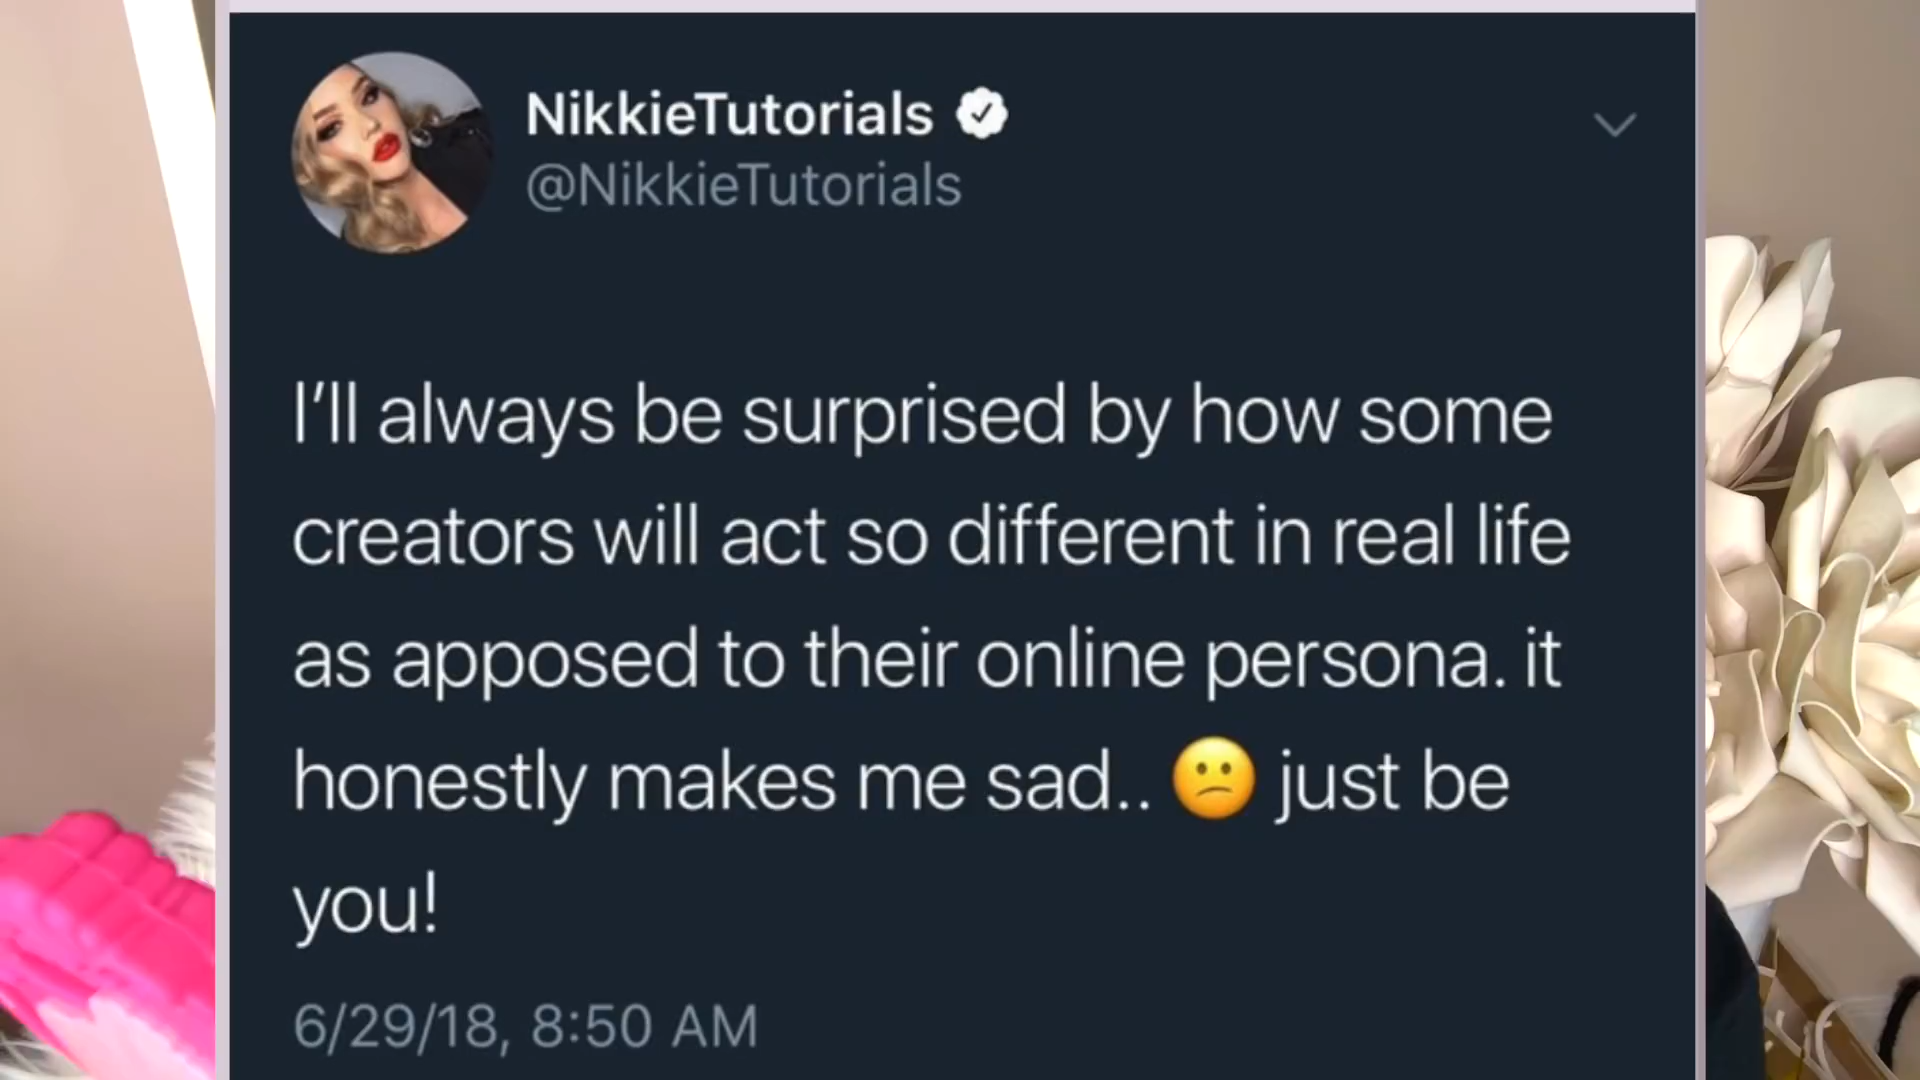 NikkieTutorials
@NikkieTutorials
I'll always be surprised by how some
creators will act so different in real life
as apposed to their online persona. it
honestly makes me sad.. 😕 just be
you!
6/29/18, 8:50 AM